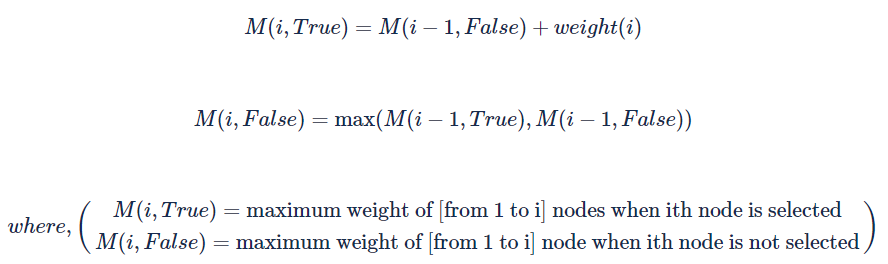 M(i, True) = M(i − 1, False) + weight(i)
M(i, False) = max(M(i − 1, True), M(i − 1, False))
where, ( M(i, True) = maximum weight of [from 1 to i] nodes when ith node is selected
M(i, False) = maximum weight of [from 1 to i] node when ith node is not selected )